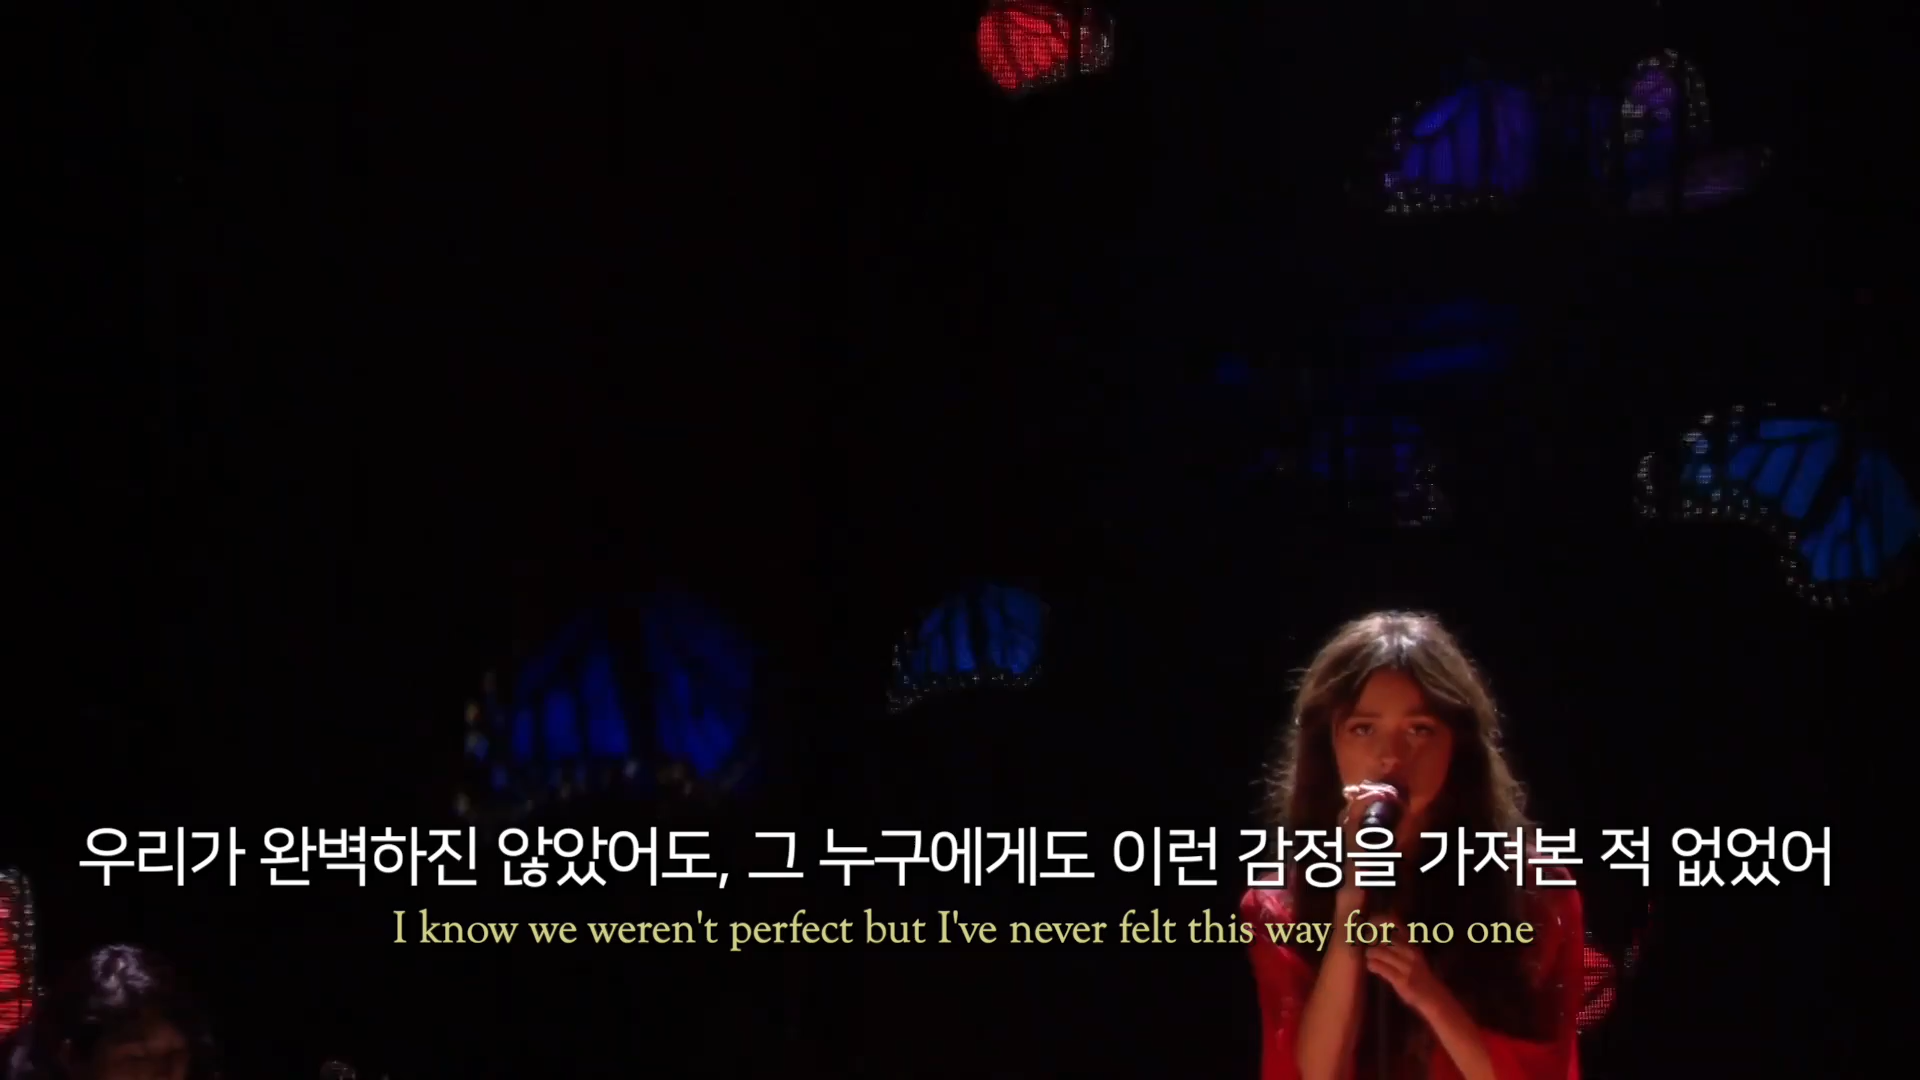 우리가 완벽하진 않았어도, 그 누구에게도 이런 감정을 가져본 적 없었어
I know we weren't perfect but I've never felt this way for no one